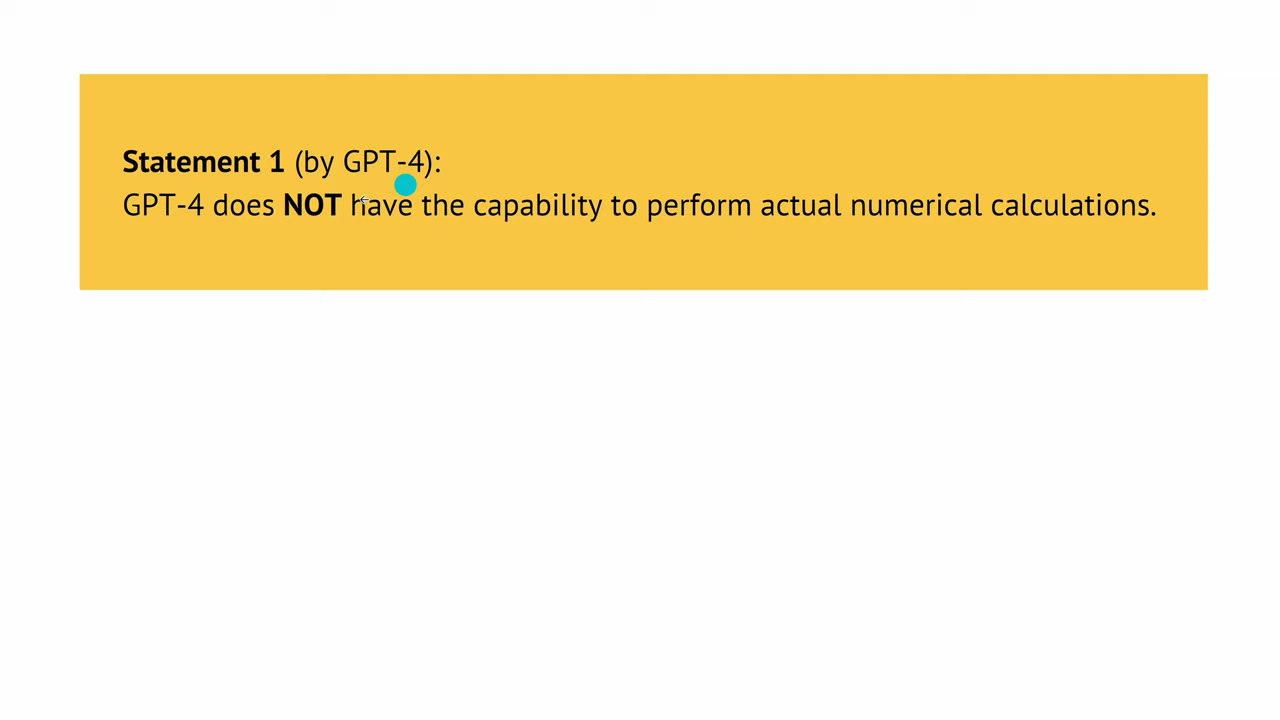 Statement 1 (by GPT-4):
GPT-4 does NOT have the capability to perform actual numerical calculations.